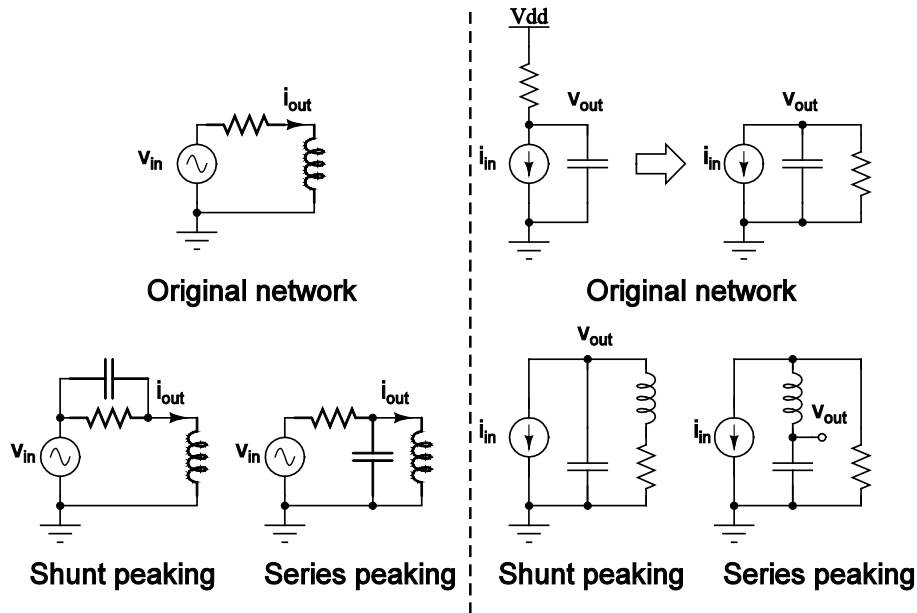 Vdd
i_out
v_out
v_out
v_in
i_in
i_in
Original network
Original network
v_out
i_out
i_out
v_out
v_in
v_in
i_in
i_in
Shunt peaking
Series peaking
Shunt peaking
Series peaking